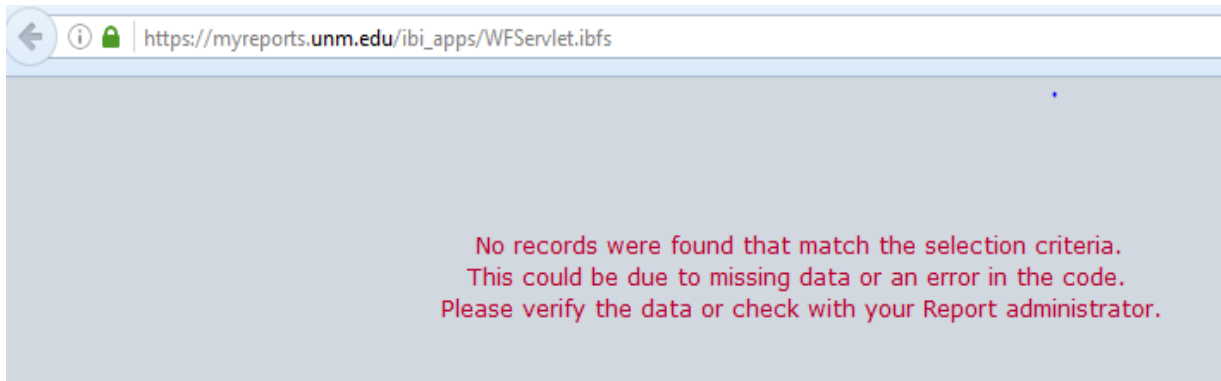 https://myreports.unm.edu/ibi_apps/WFServlet.ibfs
No records were found that match the selection criteria.
This could be due to missing data or an error in the code.
Please verify the data or check with your Report administrator.